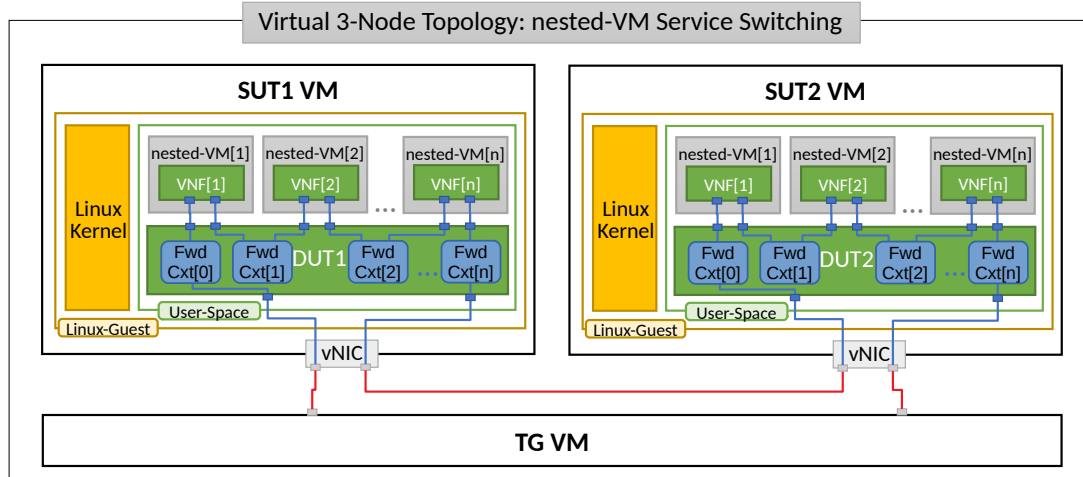 Virtual 3-Node Topology: nested-VM Service Switching
SUT1 VM
Linux
Kernel
nested-VM[1]
VNF[1]
nested-VM[2]
VNF[2]
...
nested-VM[n]
VNF[n]
DUT1
Fwd
Cxt[0]
Fwd
Cxt[1]
Fwd
Cxt[2]
...
Fwd
Cxt[n]
User-Space
Linux-Guest
vNIC
SUT2 VM
Linux
Kernel
nested-VM[1]
VNF[1]
nested-VM[2]
VNF[2]
...
nested-VM[n]
VNF[n]
DUT2
Fwd
Cxt[0]
Fwd
Cxt[1]
Fwd
Cxt[2]
...
Fwd
Cxt[n]
User-Space
Linux-Guest
vNIC
TG VM